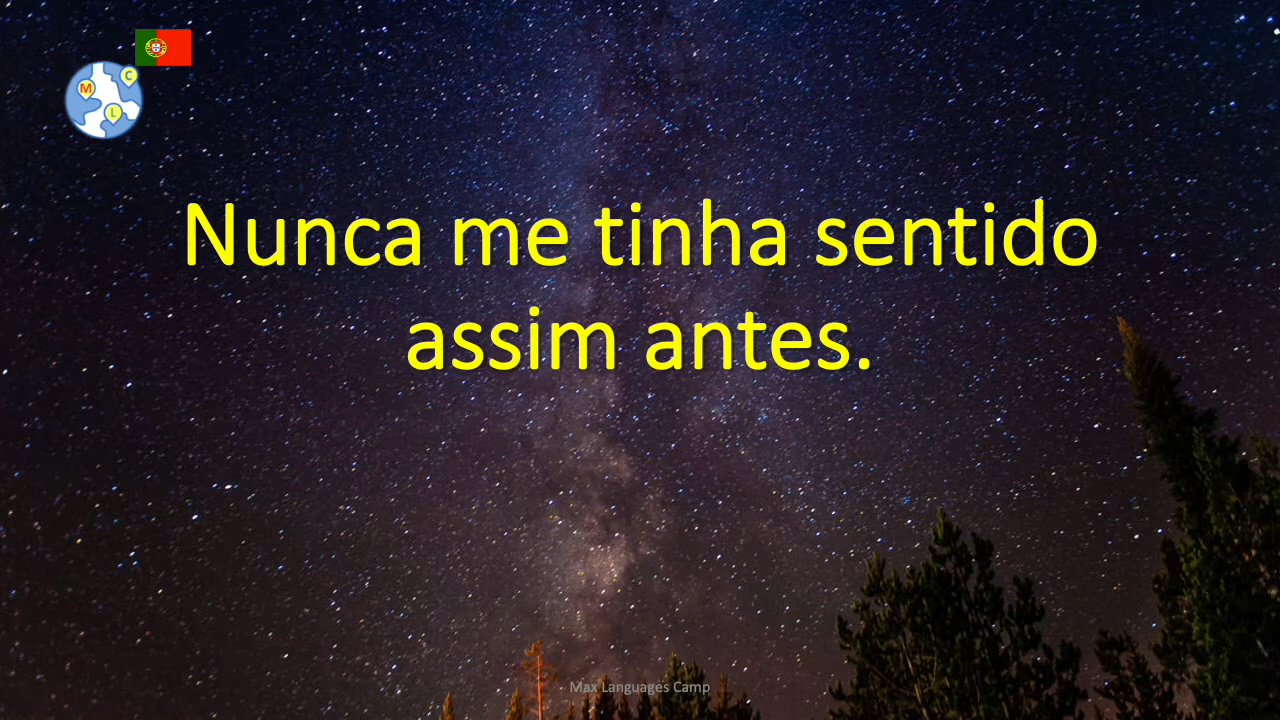 M
C
L
Nunca me tinha sentido
assim antes.
Max Languages Camp